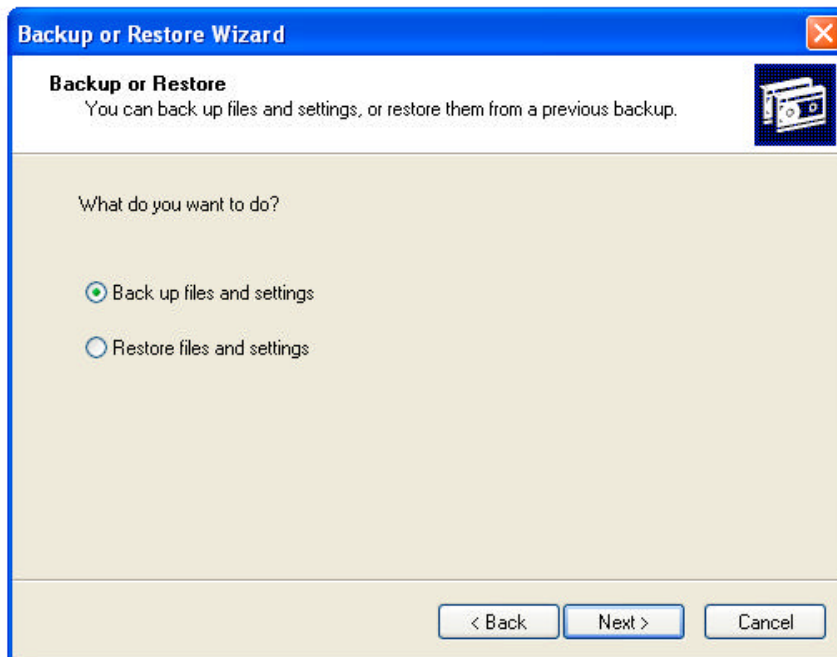 Backup or Restore Wizard
Backup or Restore
You can back up files and settings, or restore them from a previous backup.
What do you want to do?
Back up files and settings
Restore files and settings
< Back Next > Cancel